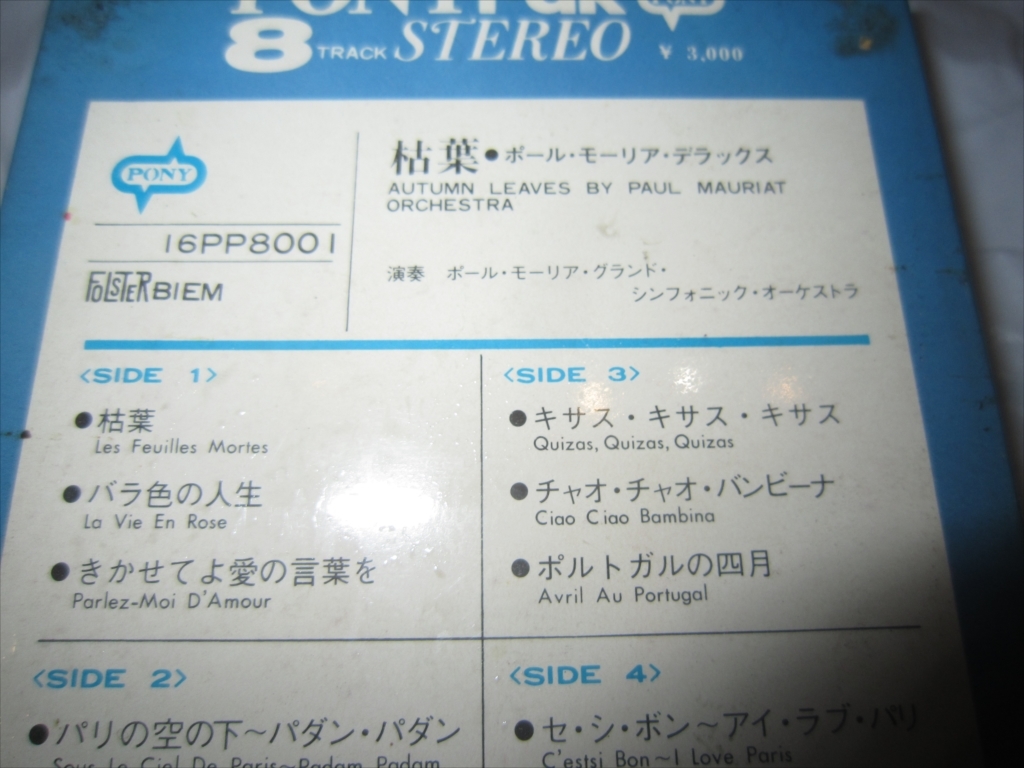 8 TRACK STEREO ¥ 3,000
PONY
16PP8001
FOLSTER BIEM
枯葉●ポール・モーリア・デラックス
AUTUMN LEAVES BY PAUL MAURIAT
ORCHESTRA
演奏 ポール・モーリア・グランド・
シンフォニック・オーケストラ
<SIDE 1>
●枯葉
Les Feuilles Mortes
●バラ色の人生
La Vie En Rose
●きかせてよ愛の言葉を
Parlez-Moi D'Amour
<SIDE 3>
●キサス・キサス・キサス
Quizas, Quizas, Quizas
●チャオ・チャオ・バンビーナ
Ciao Ciao Bambina
●ポルトガルの四月
Avril Au Portugal
<SIDE 2>
●パリの空の下～パダン・パダン
Sous Le Ciel De Paris~Padam Padam
<SIDE 4>
●セ・シ・ボン～アイ・ラブ・パリ
C'estsi Bon~I Love Paris